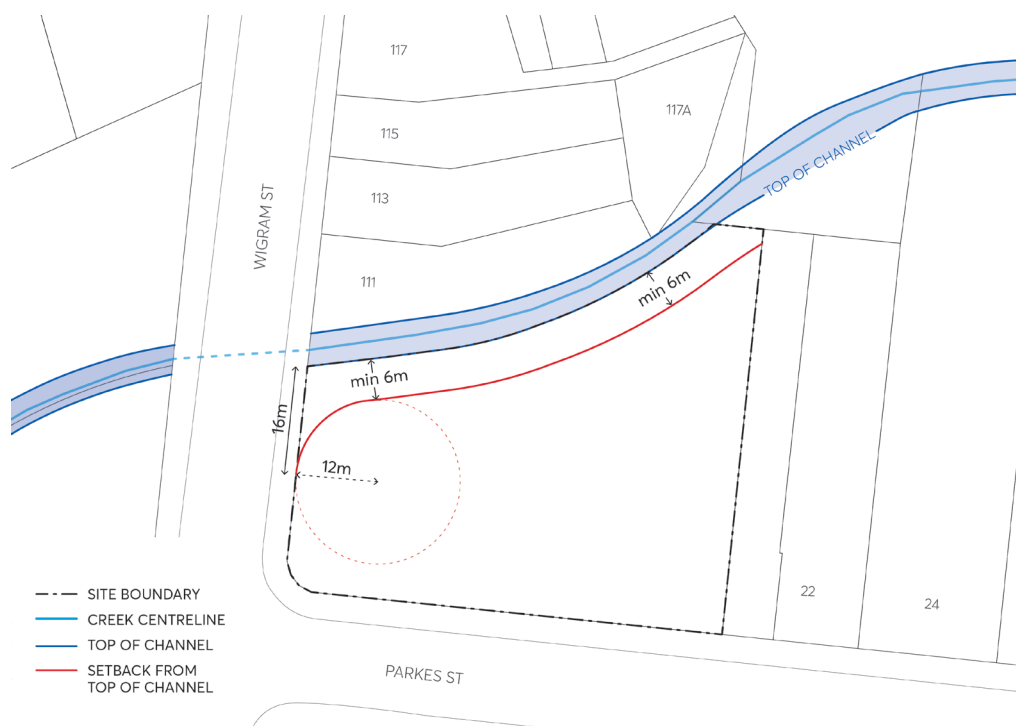 117
117A
115
TOP OF CHANNEL
113
WIGRAM ST
111
min 6m
min 6m
16m
12m
22
24
SITE BOUNDARY
CREEK CENTRELINE
TOP OF CHANNEL
SETBACK FROM
TOP OF CHANNEL
PARKES ST